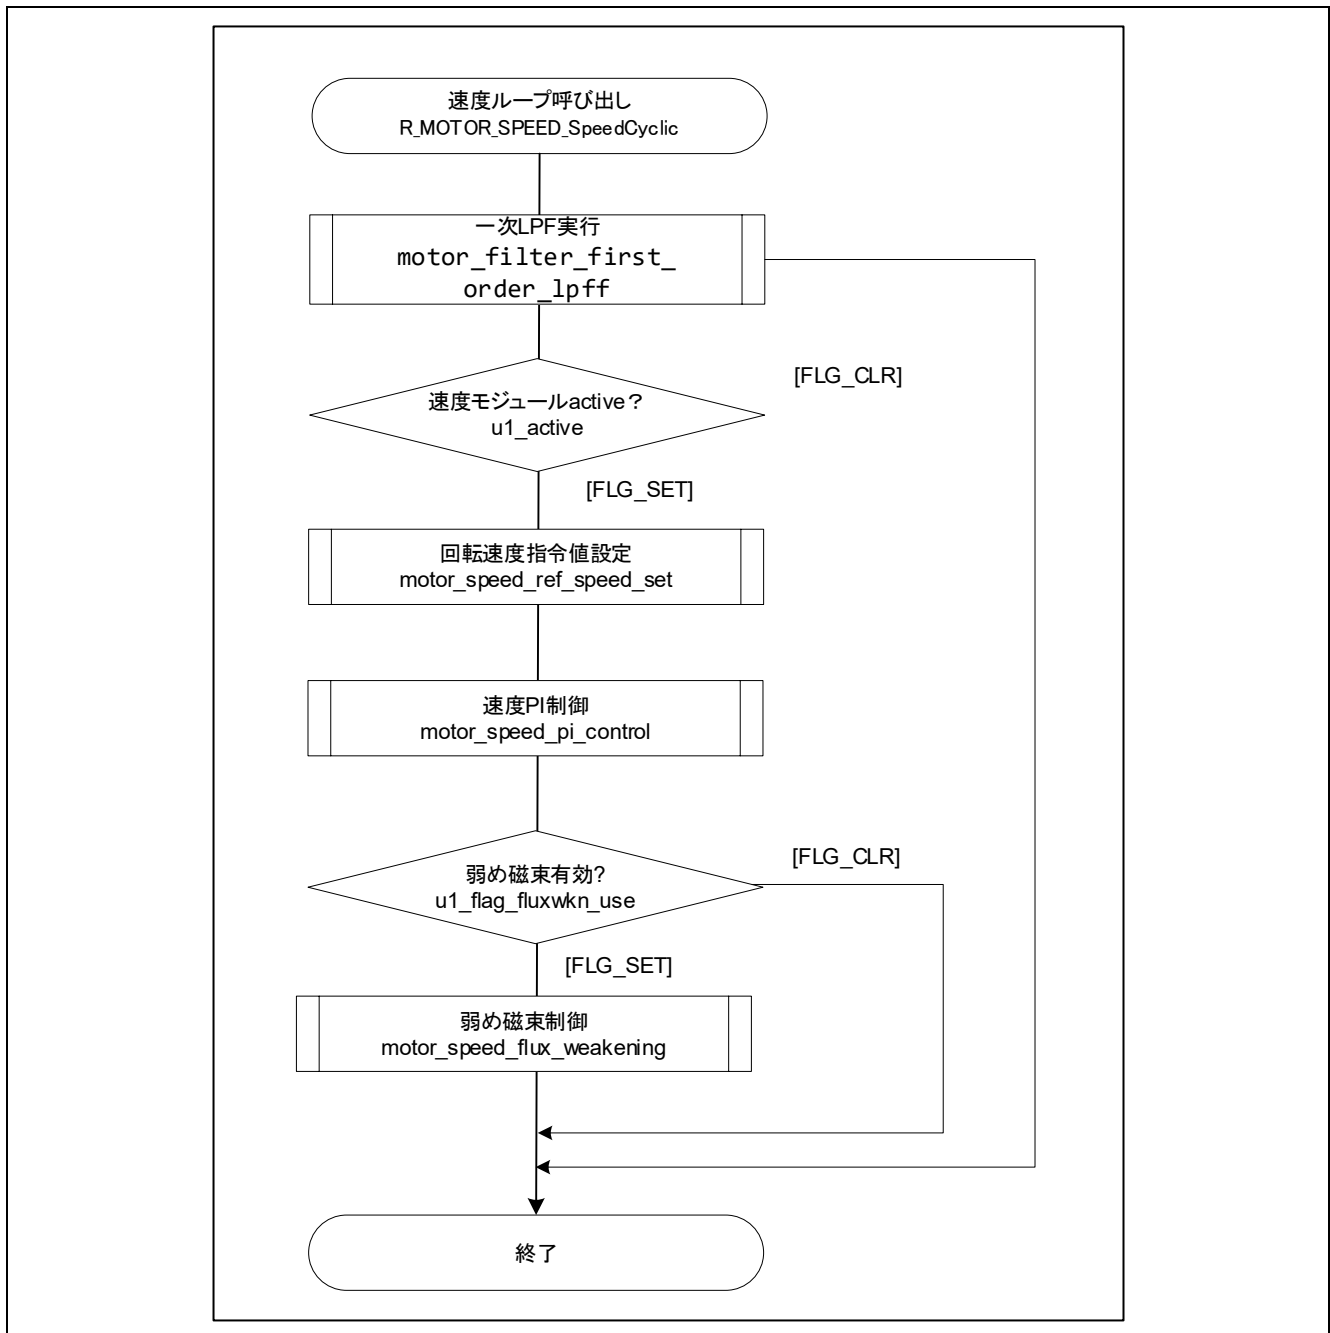 速度ループ呼び出し
R_MOTOR_SPEED_SpeedCyclic
一次LPF実行
motor_filter_first_
order_lpff
[FLG_CLR]
速度モジュールactive？
u1_active
[FLG_SET]
回転速度指令値設定
motor_speed_ref_speed_set
速度PI制御
motor_speed_pi_control
[FLG_CLR]
弱め磁束有効?
u1_flag_fluxwkn_use
[FLG_SET]
弱め磁束制御
motor_speed_flux_weakening
終了